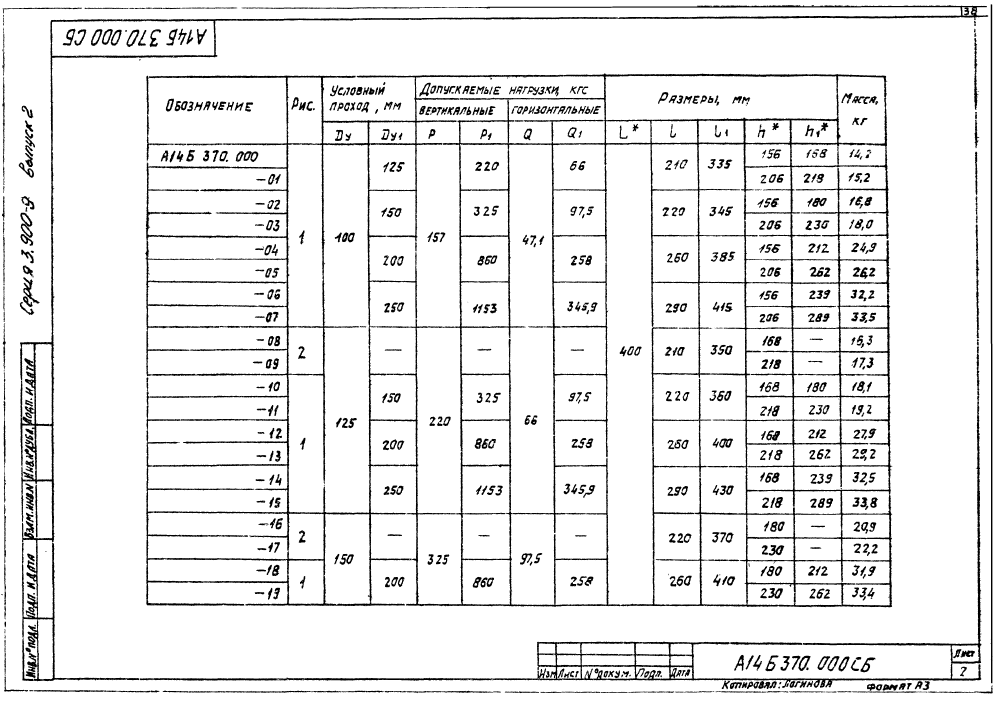 38
А14Б 370.000 СБ
Серия 3.900-9 Выпуск 2
Обозначение Рис. Условный проход, мм Допускаемые нагрузки, кгс Размеры, мм Масса, кг
вертикальные горизонтальные
Dу Dу1 P P1 Q Q1 L* l l1 h* h1*
А14Б 370.000 1 100 125 157 220 47,1 66 400 210 335 156 168 14,2
-01 206 218 15,2
-02 150 325 97,5 220 345 156 180 16,8
-03 206 230 18,0
-04 200 860 258 260 385 156 212 24,9
-05 206 262 26,2
-06 250 1153 345,9 290 415 156 239 32,2
-07 206 289 33,5
-08 2 125 — 220 — 66 — 210 350 168 — 16,3
-09 218 — 17,3
-10 1 150 325 97,5 220 360 168 180 18,1
-11 218 230 19,2
-12 200 860 258 260 400 168 212 27,9
-13 218 262 29,2
-14 250 1153 345,9 290 430 168 239 32,5
-15 218 289 33,8
-16 2 150 — 325 — 97,5 — 220 370 180 — 20,9
-17 230 — 22,2
-18 1 200 860 258 260 410 180 212 31,9
-19 230 262 33,4
Инв.№ подл. Подп. и дата Взам. инв.№ Инв.№ дубл. Подп. и дата
Изм Лист № докум. Подп. Дата
А14Б 370.000 СБ
Лист
2
Копировал: Логинова
Формат А3